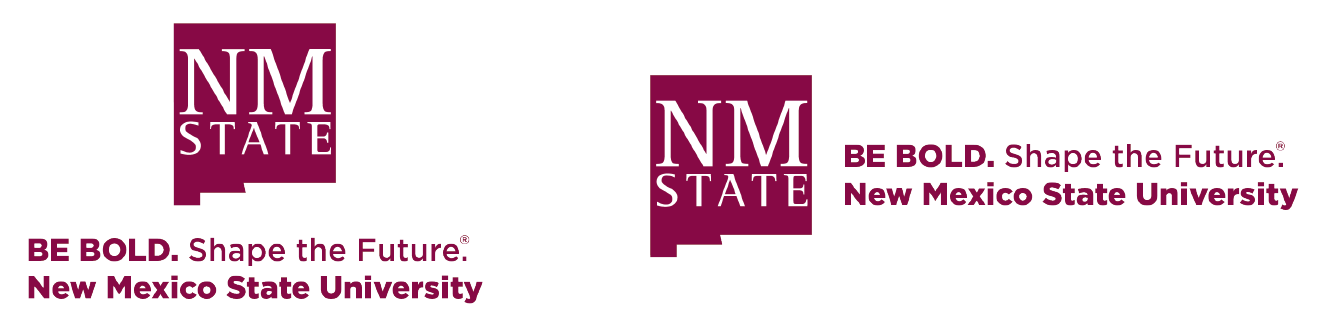 NM
STATE
BE BOLD. Shape the Future.®
New Mexico State University
NM
STATE
BE BOLD. Shape the Future.®
New Mexico State University